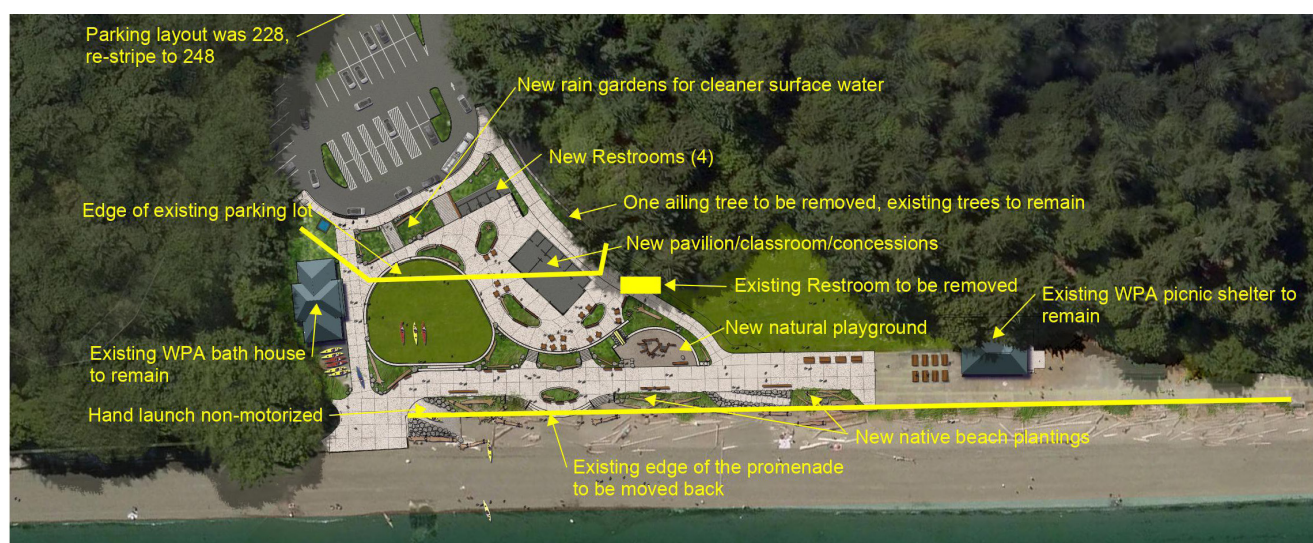 Parking layout was 228,
re-stripe to 248
New rain gardens for cleaner surface water
New Restrooms (4)
Edge of existing parking lot
One ailing tree to be removed, existing trees to remain
New pavilion/classroom/concessions
Existing Restroom to be removed
Existing WPA picnic shelter to
remain
New natural playground
Existing WPA bath house
to remain
Hand launch non-motorized
New native beach plantings
Existing edge of the promenade
to be moved back